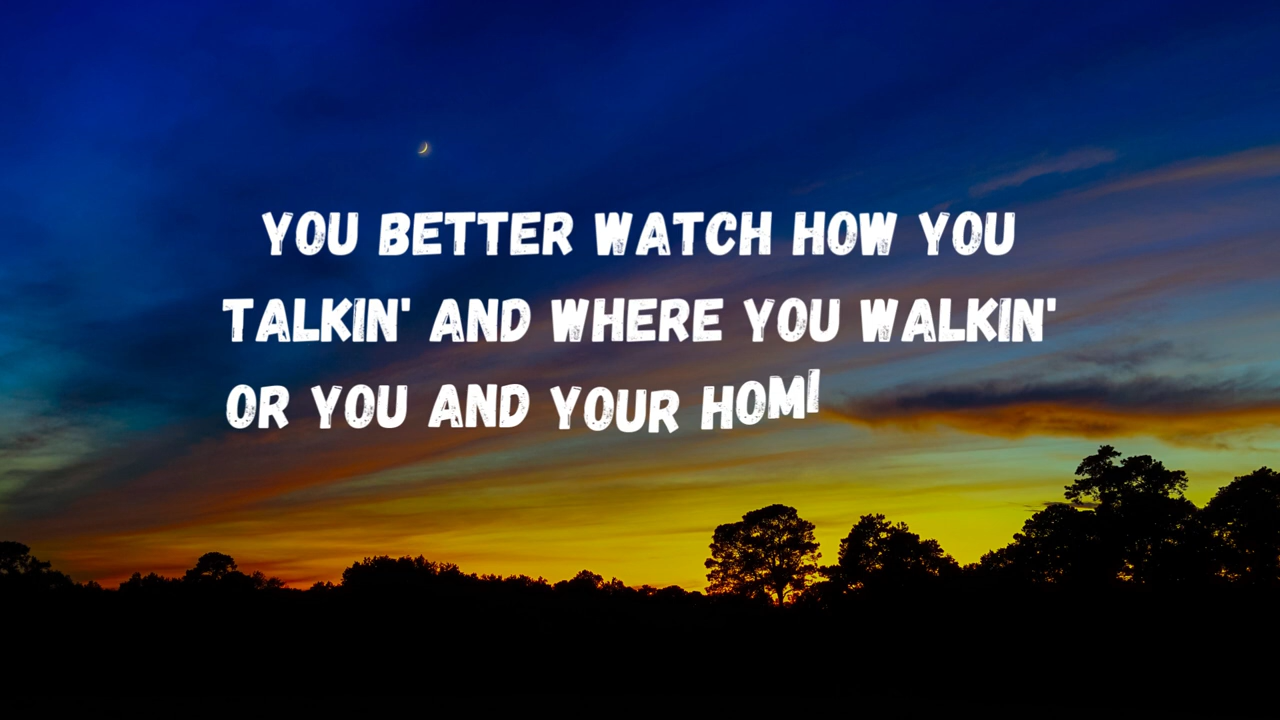 YOU BETTER WATCH HOW YOU
TALKIN' AND WHERE YOU WALKIN'
OR YOU AND YOUR HOMI